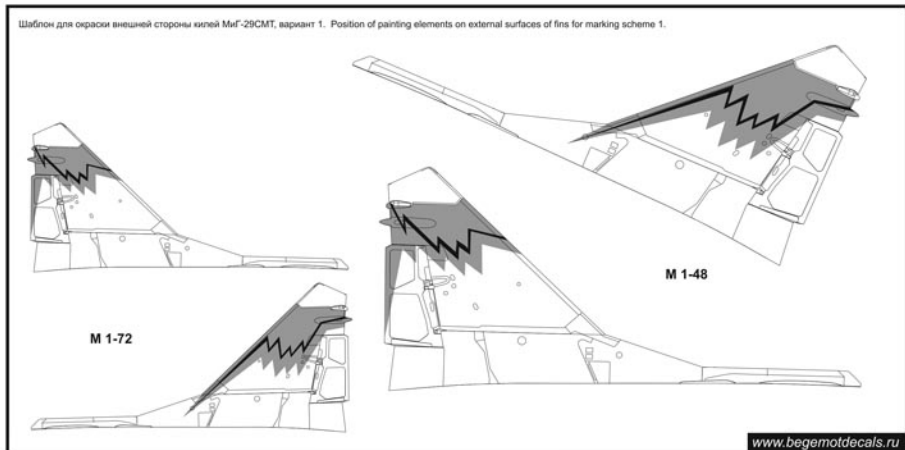 Шаблон для окраски внешней стороны килей МиГ-29СМТ, вариант 1. Position of painting elements on external surfaces of fins for marking scheme 1.
М 1-48
М 1-72
www.begemotdecals.ru